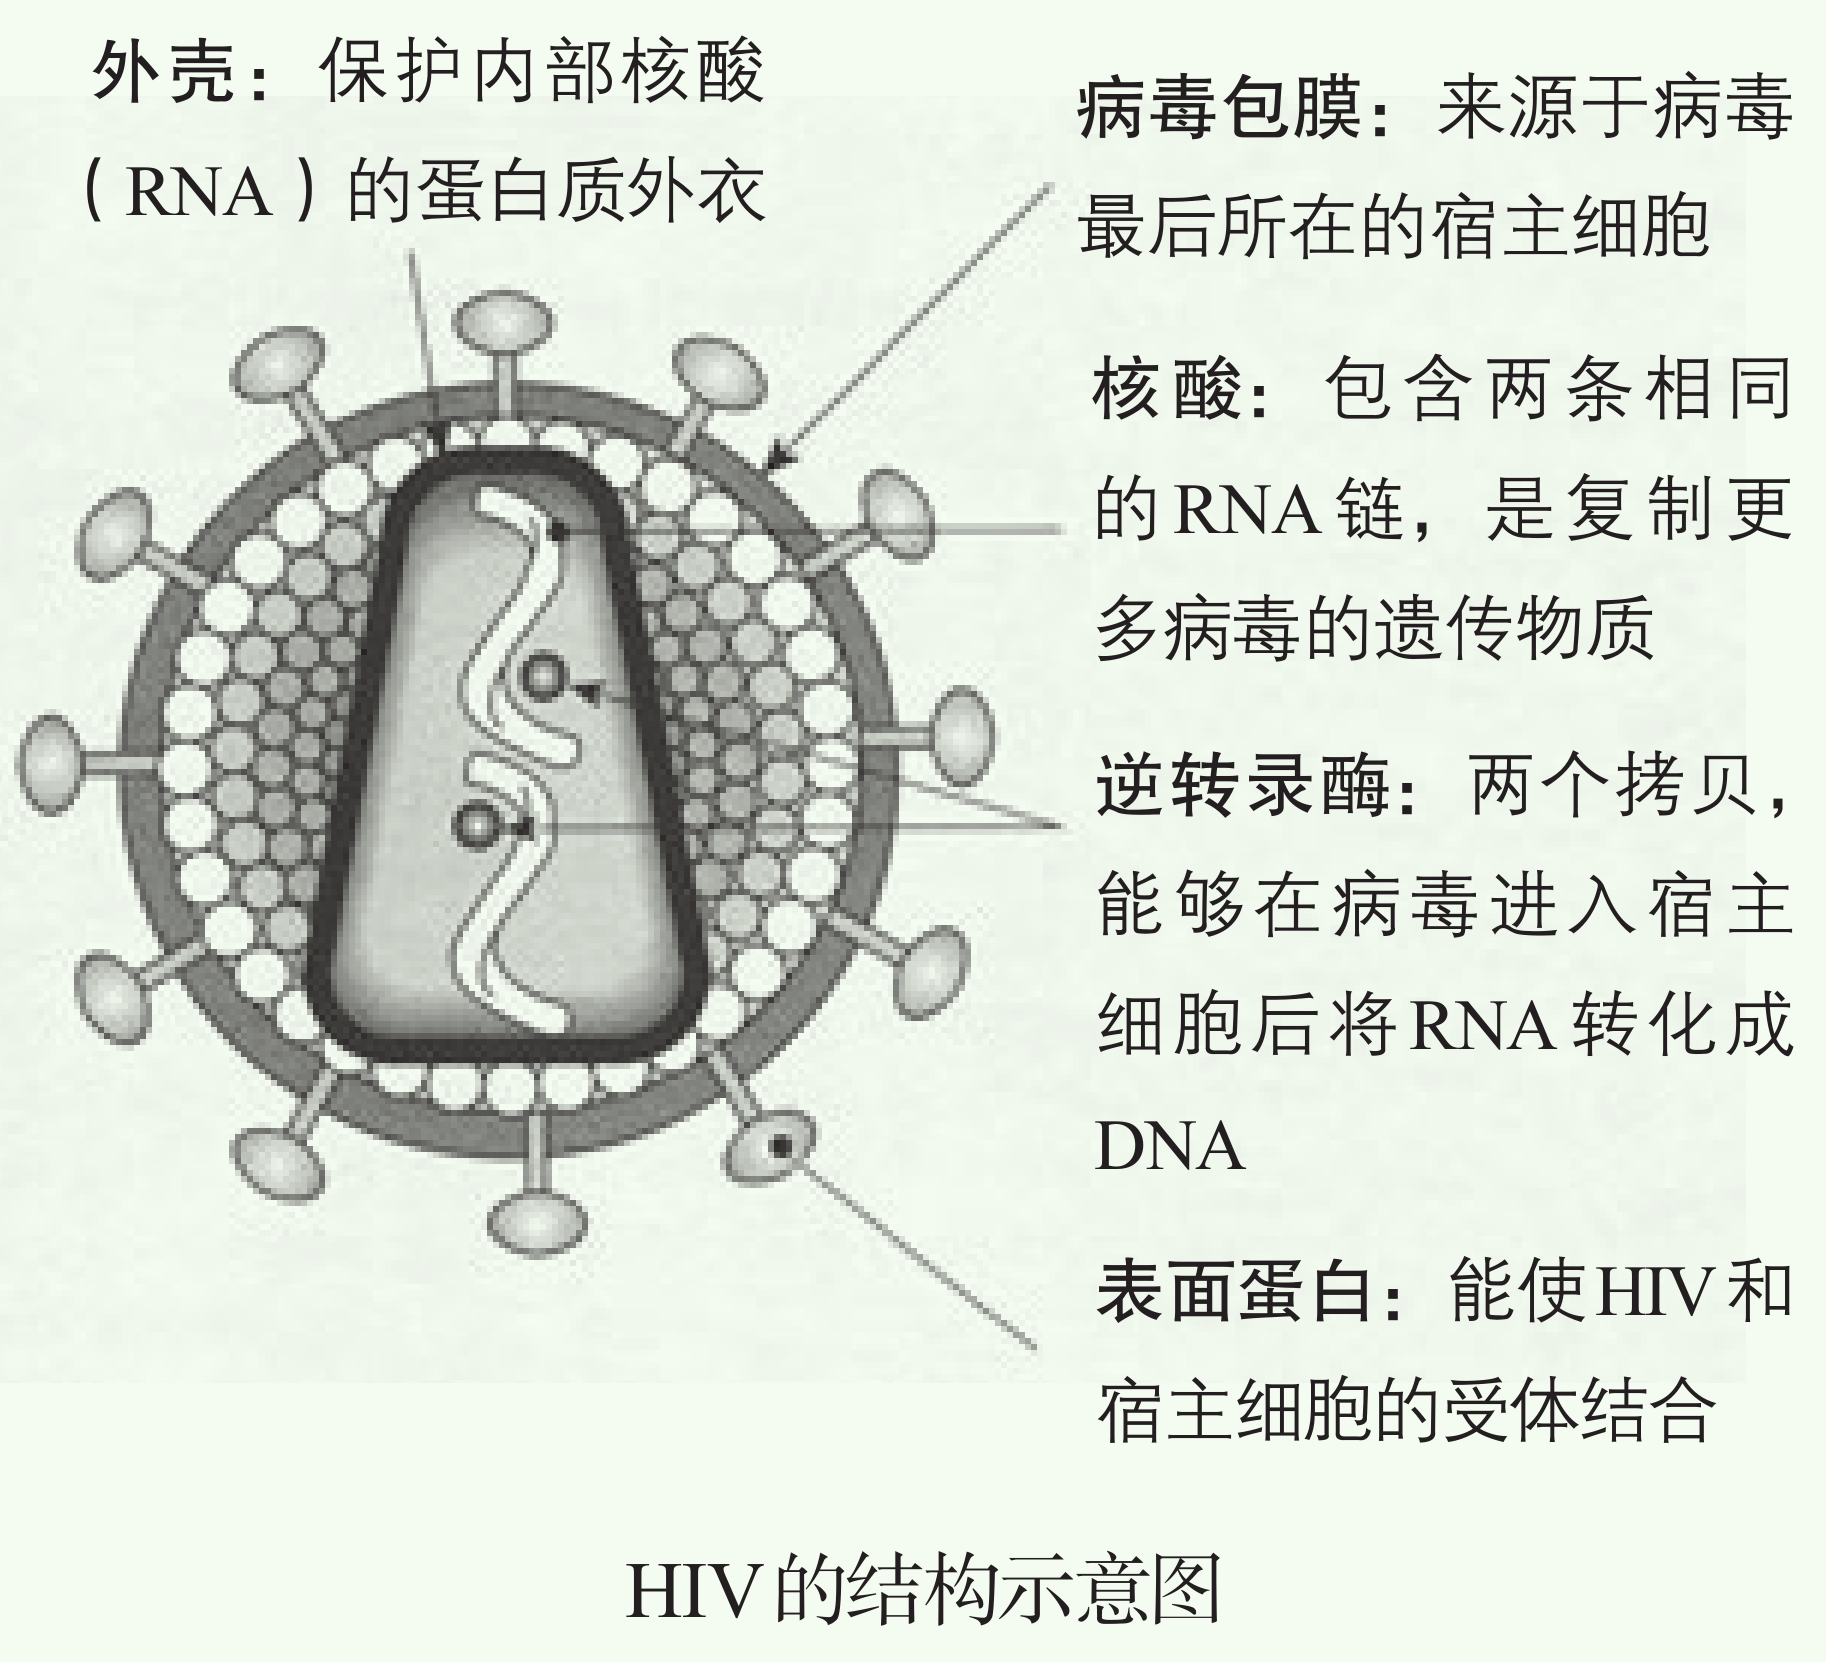 外壳：保护内部核酸
（RNA）的蛋白质外衣
病毒包膜：来源于病毒
最后所在的宿主细胞
核酸：包含两条相同
的RNA链，是复制更
多病毒的遗传物质
逆转录酶：两个拷贝，
能够在病毒进入宿主
细胞后将RNA转化成
DNA
表面蛋白：能使HIV和
宿主细胞的受体结合
HIV的结构示意图